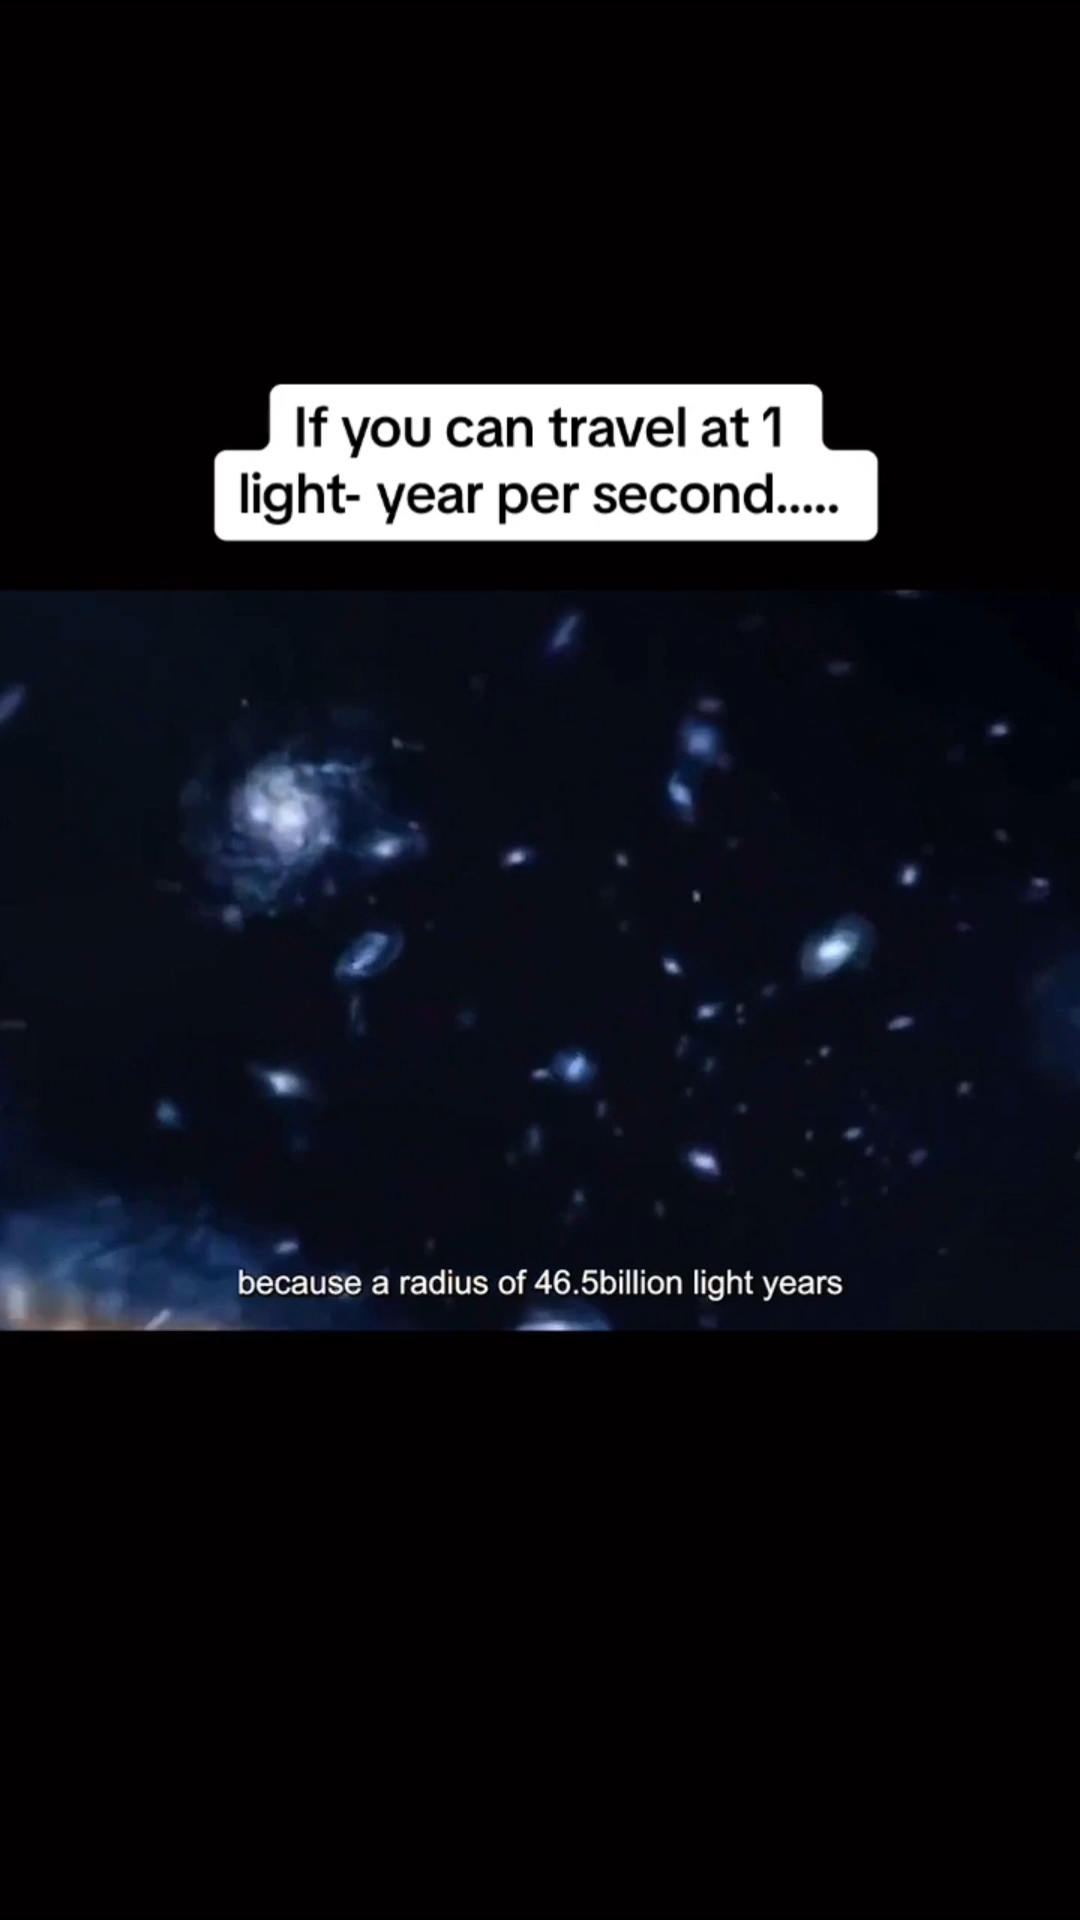 If you can travel at 1
light- year per second.....
because a radius of 46.5billion light years